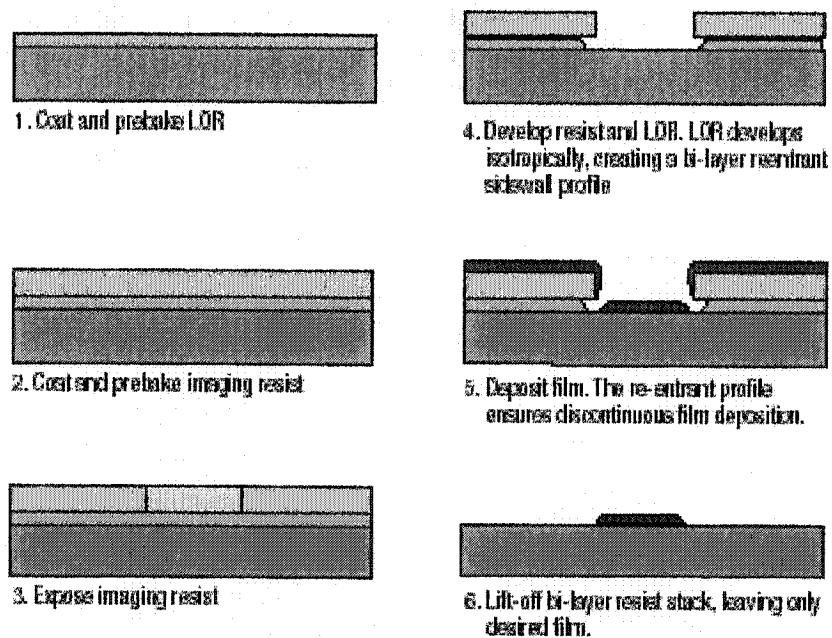 1. Coat and prebake LOR
2. Coat and prebake imaging resist
3. Expose imaging resist
4. Develop resist and LOR. LOR develops
isotropically, creating a bi-layer reentrant
sidewall profile
5. Deposit film. The re-entrant profile
ensures discontinuous film deposition.
6. Lift-off bi-layer resist stack, leaving only
desired film.